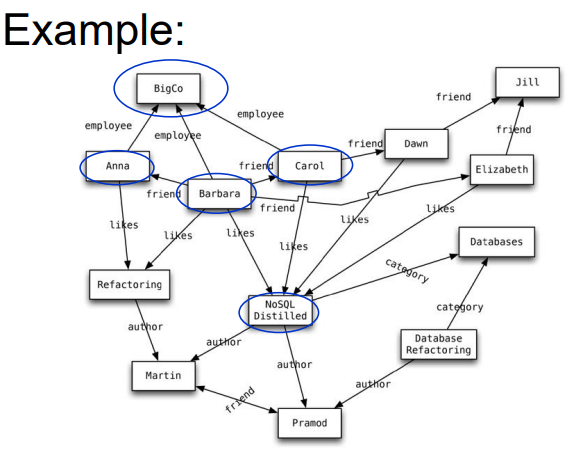 Example:
BigCo
Jill
friend
employee
employee
employee
friend
Dawn
friend
Anna
friend
Carol
Elizabeth
friend
Barbara
friend
likes
likes
likes
likes
likes
likes
Databases
category
Refactoring
NoSQL
Distilled
category
author
author
Database
Refactoring
author
Martin
author
friend
Pramod